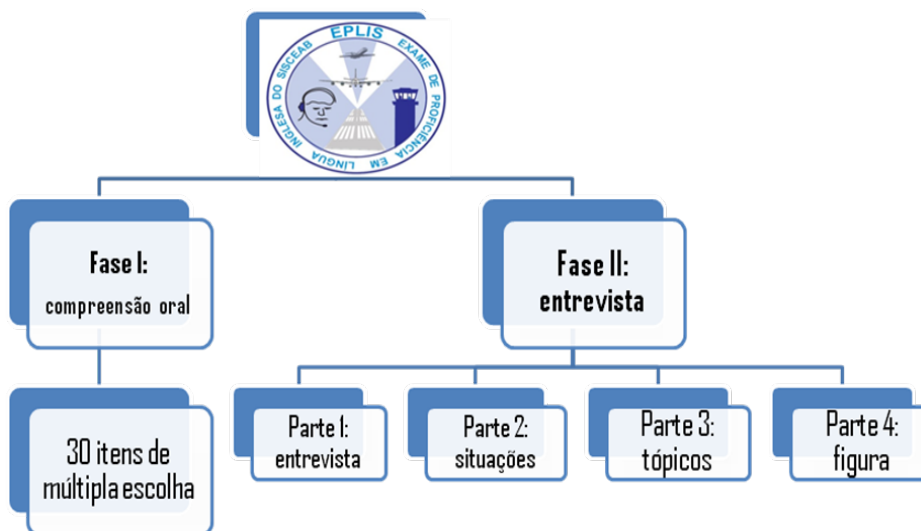 EPLIS EXAME DE PROFICIÊNCIA EM LÍNGUA INGLESA DO SISCEAB
Fase I:
compreensão oral
Fase II:
entrevista
30 itens de
múltipla escolha
Parte 1:
entrevista
Parte 2:
situações
Parte 3:
tópicos
Parte 4:
figura